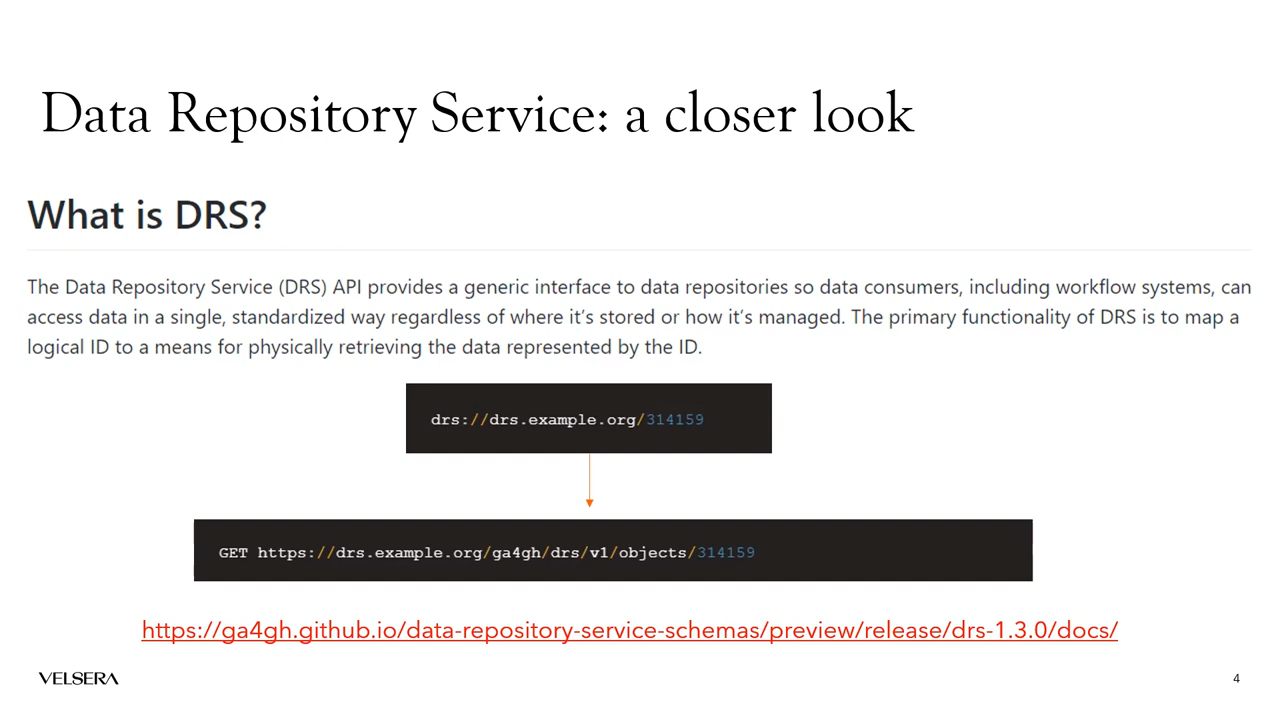 Data Repository Service: a closer look
What is DRS?
The Data Repository Service (DRS) API provides a generic interface to data repositories so data consumers, including workflow systems, can
access data in a single, standardized way regardless of where it's stored or how it's managed. The primary functionality of DRS is to map a
logical ID to a means for physically retrieving the data represented by the ID.
drs://drs.example.org/314159
GET https://drs.example.org/ga4gh/drs/v1/objects/314159
https://ga4gh.github.io/data-repository-service-schemas/preview/release/drs-1.3.0/docs/
VELSERA
4